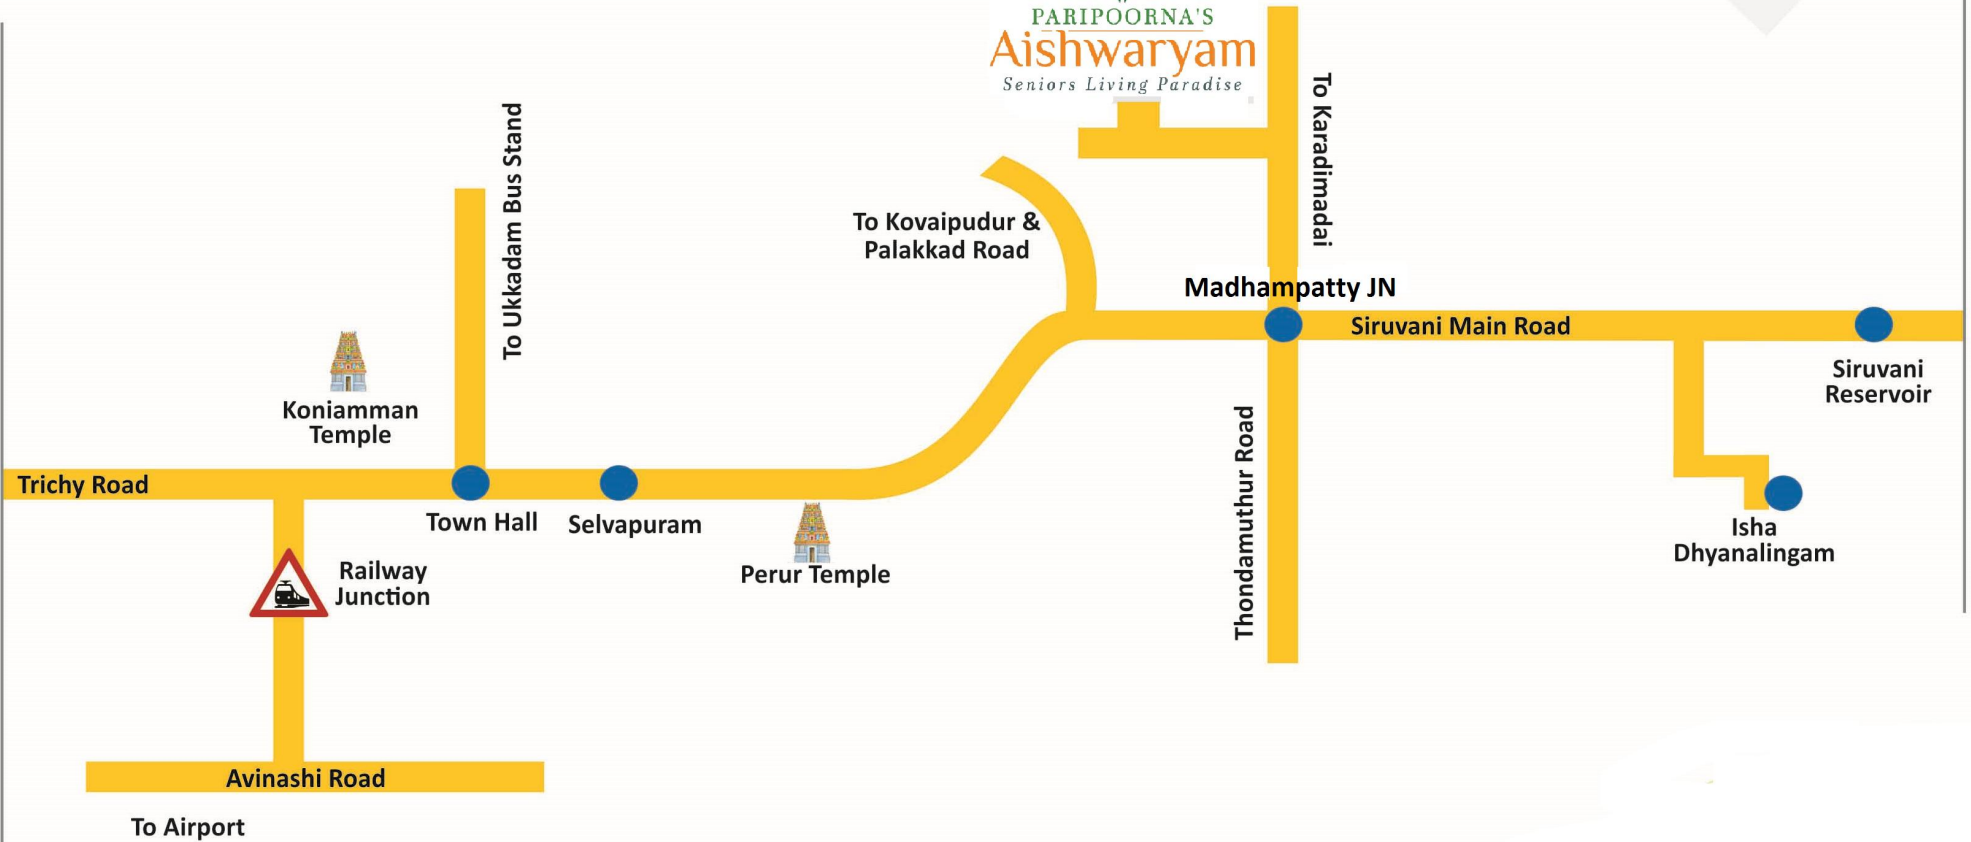 PARIPOORNA'S
Aishwaryam
Seniors Living Paradise
To Karadimadai
To Ukkadam Bus Stand
To Kovaipudur &
Palakkad Road
Madhampatty JN
Siruvani Main Road
Siruvani
Reservoir
Koniamman
Temple
Trichy Road
Town Hall
Selvapuram
Perur Temple
Thondamuthur Road
Isha
Dhyanalingam
Railway
Junction
Avinashi Road
To Airport